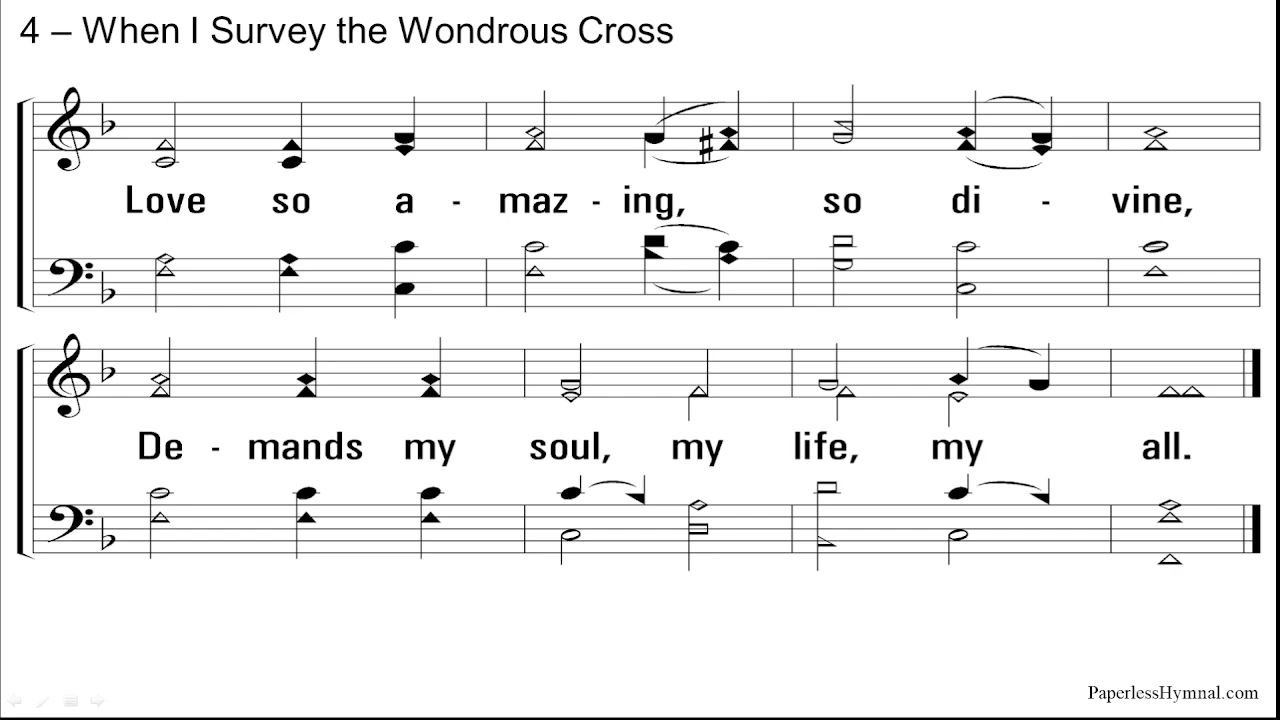 4 – When I Survey the Wondrous Cross
Love so a - maz - ing, so di - vine,
De - mands my soul, my life, my all.
PaperlessHymnal.com